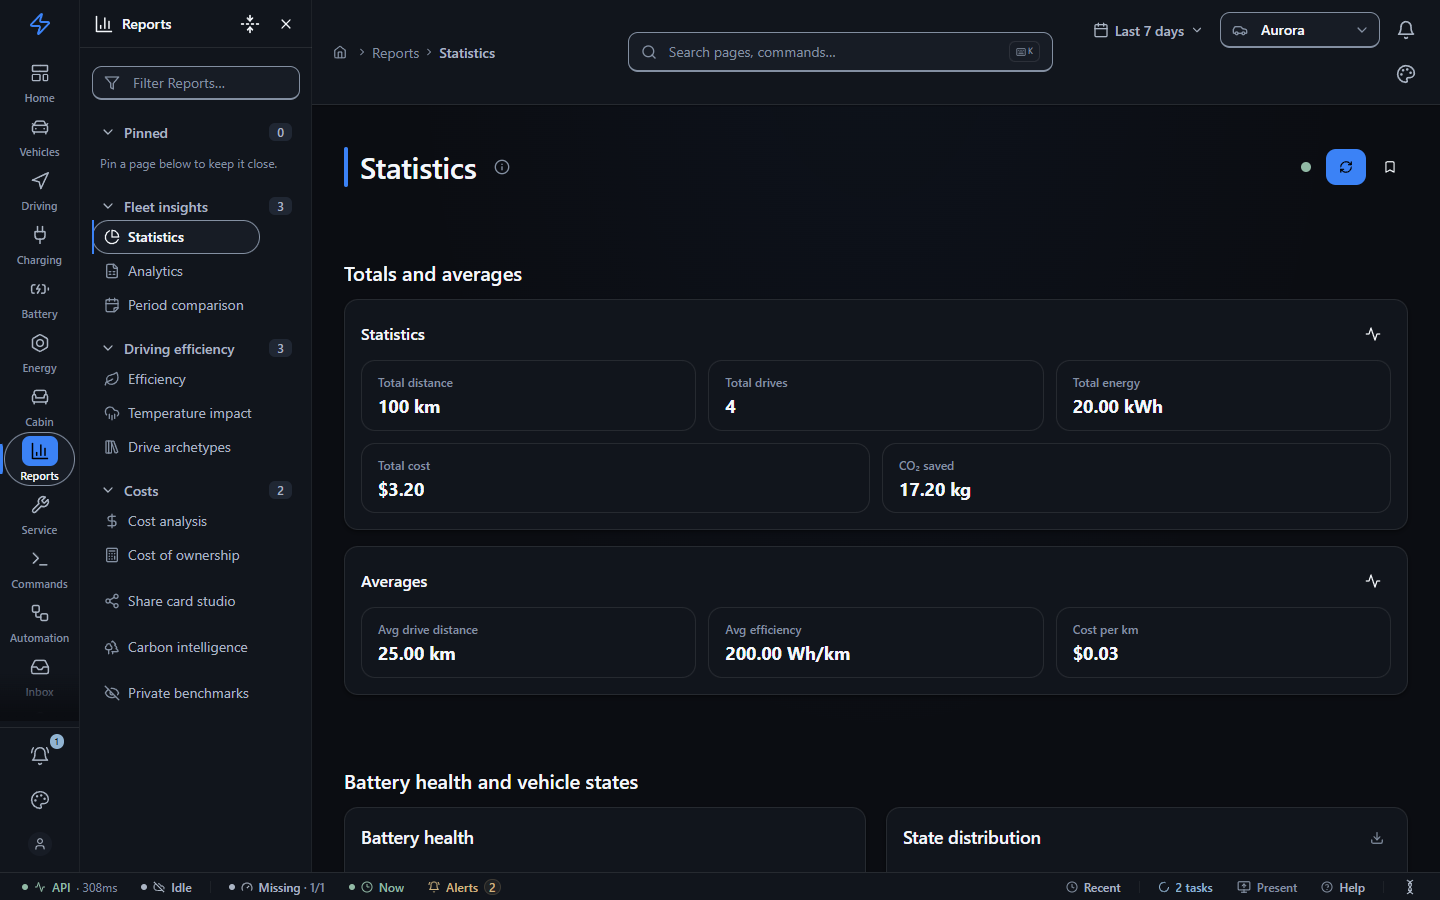 Home
Vehicles
Driving
Charging
Battery
Energy
Cabin
Reports
Service
Commands
Automation
Inbox
1
Reports
Filter Reports...
Pinned 0
Pin a page below to keep it close.
Fleet insights 3
Statistics
Analytics
Period comparison
Driving efficiency 3
Efficiency
Temperature impact
Drive archetypes
Costs 2
Cost analysis
Cost of ownership
Share card studio
Carbon intelligence
Private benchmarks
Reports Statistics
Search pages, commands... K
Last 7 days
Aurora
Statistics
Totals and averages
Statistics
Total distance
100 km
Total drives
4
Total energy
20.00 kWh
Total cost
$3.20
CO₂ saved
17.20 kg
Averages
Avg drive distance
25.00 km
Avg efficiency
200.00 Wh/km
Cost per km
$0.03
Battery health and vehicle states
Battery health
State distribution
API · 308ms
Idle
Missing · 1/1
Now
Alerts 2
Recent
2 tasks
Present
Help